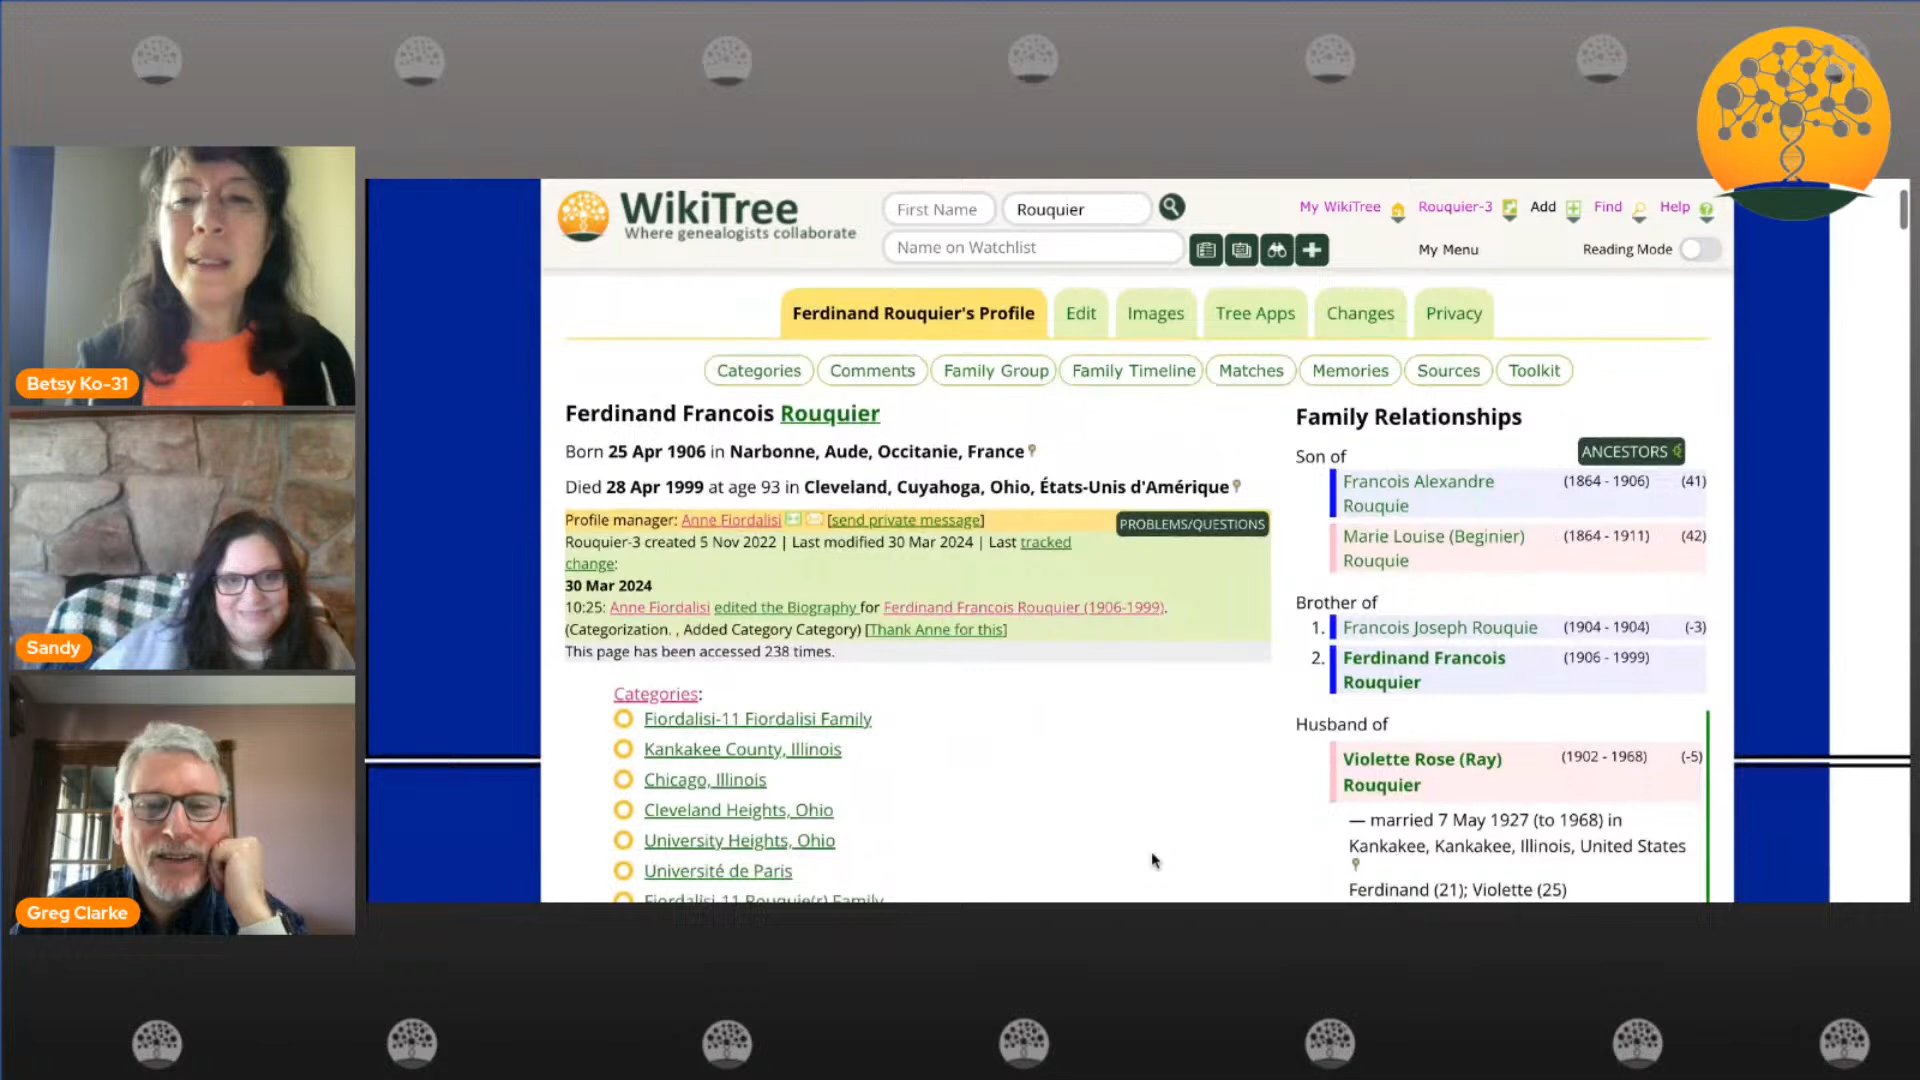 Betsy Ko-31
Sandy
Greg Clarke
WikiTree
Where genealogists collaborate
First Name
Rouquier
Name on Watchlist
My WikiTree
Rouquier-3
Add
Find
Help
My Menu
Reading Mode
Ferdinand Rouquier's Profile
Edit
Images
Tree Apps
Changes
Privacy
Categories
Comments
Family Group
Family Timeline
Matches
Memories
Sources
Toolkit
Ferdinand Francois Rouquier
Born 25 Apr 1906 in Narbonne, Aude, Occitanie, France
Died 28 Apr 1999 at age 93 in Cleveland, Cuyahoga, Ohio, États-Unis d'Amérique
Profile manager: Anne Fiordalisi [send private message]
PROBLEMS/QUESTIONS
Rouquier-3 created 5 Nov 2022 | Last modified 30 Mar 2024 | Last tracked
change:
30 Mar 2024
10:25: Anne Fiordalisi edited the Biography for Ferdinand Francois Rouquier (1906-1999).
(Categorization. , Added Category Category) [Thank Anne for this]
This page has been accessed 238 times.
Categories:
Fiordalisi-11 Fiordalisi Family
Kankakee County, Illinois
Chicago, Illinois
Cleveland Heights, Ohio
University Heights, Ohio
Université de Paris
Fiordalisi-11 Rouquie(r) Family
Family Relationships
ANCESTORS
Son of
Francois Alexandre (1864 - 1906) (41)
Rouquie
Marie Louise (Beginier) (1864 - 1911) (42)
Rouquie
Brother of
1. Francois Joseph Rouquie (1904 - 1904) (-3)
2. Ferdinand Francois (1906 - 1999)
Rouquier
Husband of
Violette Rose (Ray) (1902 - 1968) (-5)
Rouquier
— married 7 May 1927 (to 1968) in
Kankakee, Kankakee, Illinois, United States
Ferdinand (21); Violette (25)